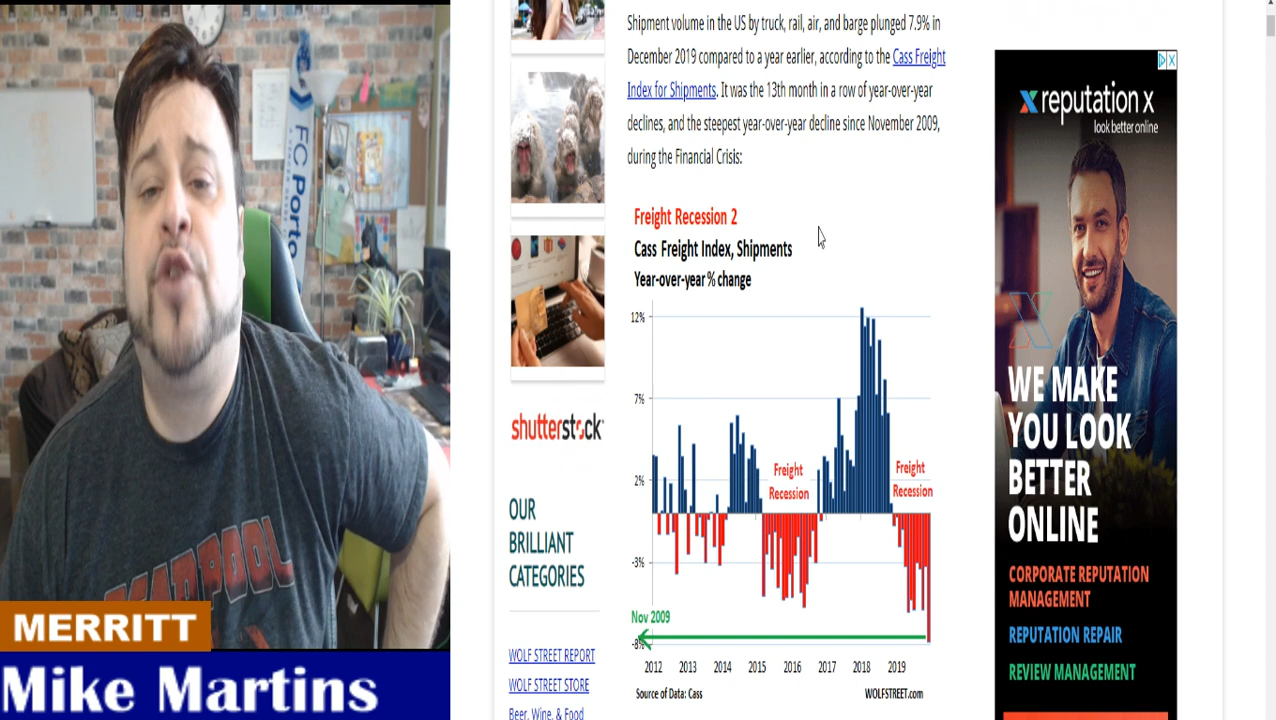 FC Porto
DEADPOOL
MERRITT
Mike Martins
shutterstock
OUR
BRILLIANT
CATEGORIES
WOLF STREET REPORT
WOLF STREET STORE
Beer, Wine, & Food
Shipment volume in the US by truck, rail, air, and barge plunged 7.9% in
December 2019 compared to a year earlier, according to the Cass Freight
Index for Shipments. It was the 13th month in a row of year-over-year
declines, and the steepest year-over-year decline since November 2009,
during the Financial Crisis:
Freight Recession 2
Cass Freight Index, Shipments
Year-over-year % change
12%
7%
2%
-3%
-8%
Freight
Recession
Freight
Recession
Nov 2009
2012 2013 2014 2015 2016 2017 2018 2019
Source of Data: Cass
WOLFSTREET.com
reputation x
look better online
WE MAKE
YOU LOOK
BETTER
ONLINE
CORPORATE REPUTATION
MANAGEMENT
REPUTATION REPAIR
REVIEW MANAGEMENT